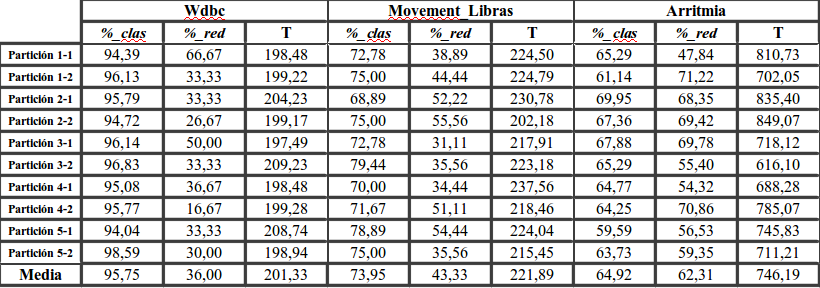 Wdbc Movement_Libras Arritmia
%_clas %_red T %_clas %_red T %_clas %_red T
Partición 1-1 94,39 66,67 198,48 72,78 38,89 224,50 65,29 47,84 810,73
Partición 1-2 96,13 33,33 199,22 75,00 44,44 224,79 61,14 71,22 702,05
Partición 2-1 95,79 33,33 204,23 68,89 52,22 230,78 69,95 68,35 835,40
Partición 2-2 94,72 26,67 199,17 75,00 55,56 202,18 67,36 69,42 849,07
Partición 3-1 96,14 50,00 197,49 72,78 31,11 217,91 67,88 69,78 718,12
Partición 3-2 96,83 33,33 209,23 79,44 35,56 223,18 65,29 55,40 616,10
Partición 4-1 95,08 36,67 198,48 70,00 34,44 237,56 64,77 54,32 688,28
Partición 4-2 95,77 16,67 199,28 71,67 51,11 218,46 64,25 70,86 785,07
Partición 5-1 94,04 33,33 208,74 78,89 54,44 224,04 59,59 56,53 745,83
Partición 5-2 98,59 30,00 198,94 75,00 35,56 215,45 63,73 59,35 711,21
Media 95,75 36,00 201,33 73,95 43,33 221,89 64,92 62,31 746,19